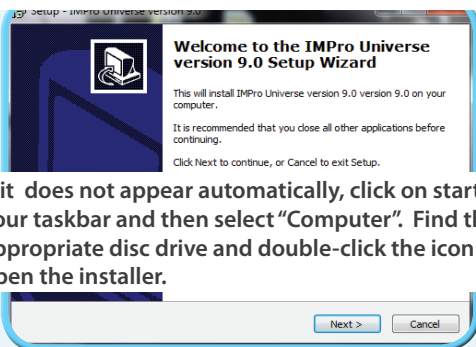 Setup - IMPro Universe version 9.0
Welcome to the IMPro Universe
version 9.0 Setup Wizard
This will install IMPro Universe version 9.0 version 9.0 on your
computer.
It is recommended that you close all other applications before
continuing.
Click Next to continue, or Cancel to exit Setup.
it does not appear automatically, click on start
our taskbar and then select “Computer”. Find th
ppropriate disc drive and double-click the icon
pen the installer.
Next > Cancel